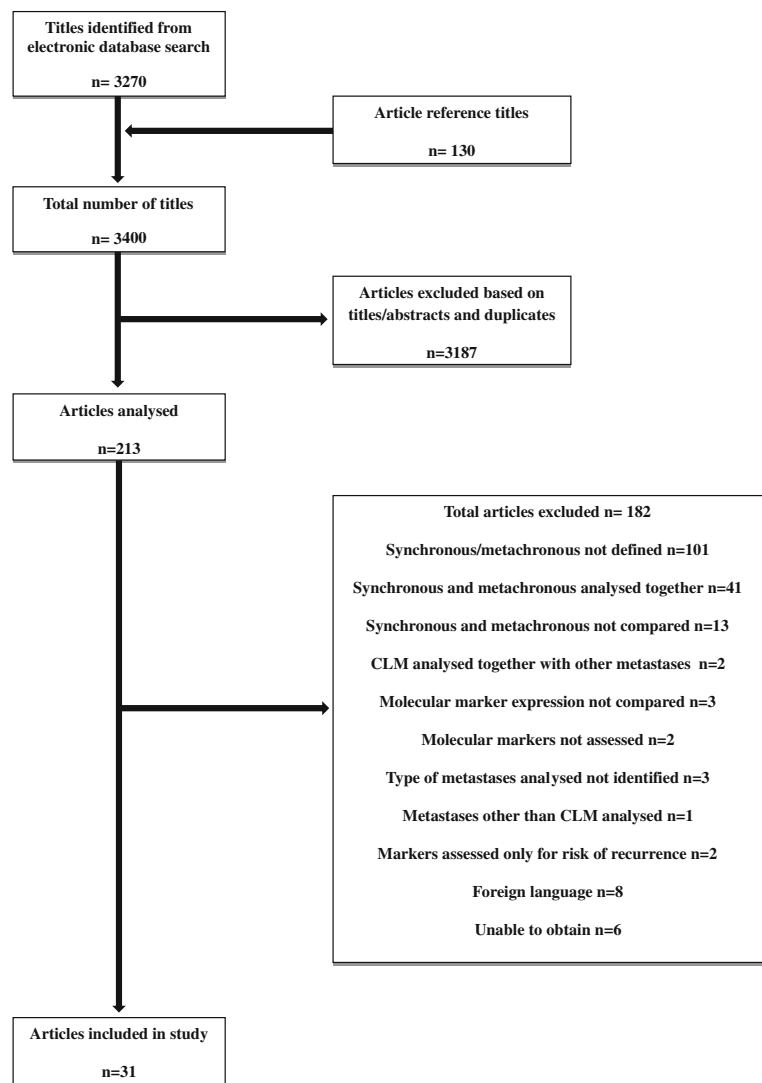 Titles identified from
electronic database search
n= 3270
Article reference titles
n= 130
Total number of titles
n= 3400
Articles excluded based on
titles/abstracts and duplicates
n=3187
Articles analysed
n=213
Total articles excluded n= 182
Synchronous/metachronous not defined n=101
Synchronous and metachronous analysed together n=41
Synchronous and metachronous not compared n=13
CLM analysed together with other metastases n=2
Molecular marker expression not compared n=3
Molecular markers not assessed n=2
Type of metastases analysed not identified n=3
Metastases other than CLM analysed n=1
Markers assessed only for risk of recurrence n=2
Foreign language n=8
Unable to obtain n=6
Articles included in study
n=31